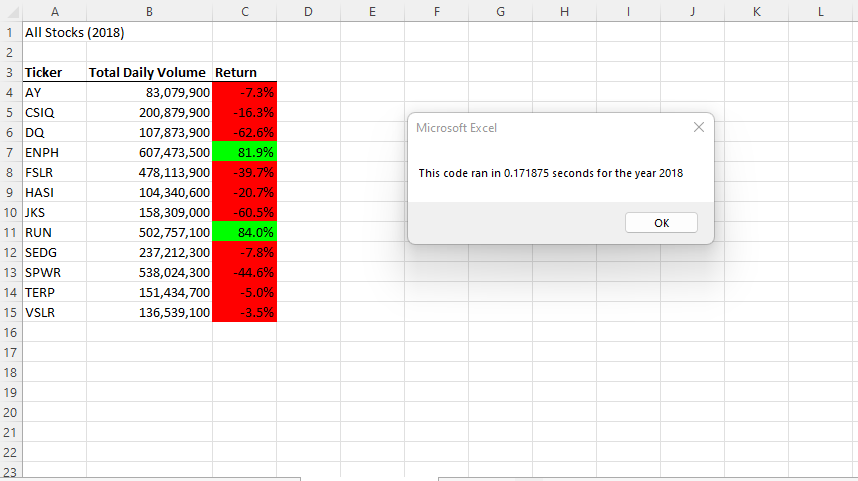 A B C D E F G H I J K L
1 All Stocks (2018)
2
3 Ticker Total Daily Volume Return
4 AY 83,079,900 -7.3%
5 CSIQ 200,879,900 -16.3%
6 DQ 107,873,900 -62.6%
7 ENPH 607,473,500 81.9%
8 FSLR 478,113,900 -39.7%
9 HASI 104,340,600 -20.7%
10 JKS 158,309,000 -60.5%
11 RUN 502,757,100 84.0%
12 SEDG 237,212,300 -7.8%
13 SPWR 538,024,300 -44.6%
14 TERP 151,434,700 -5.0%
15 VSLR 136,539,100 -3.5%
16
17
18
19
20
21
22
23
Microsoft Excel
This code ran in 0.171875 seconds for the year 2018
OK